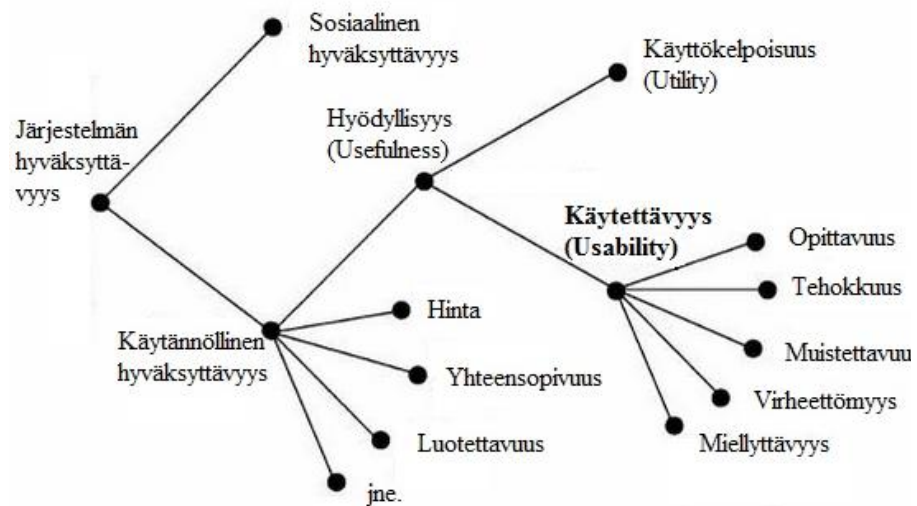 Sosiaalinen
hyväksyttävyys
Käyttökelpoisuus
(Utility)
Järjestelmän
hyväksyttä-
vyys
Hyödyllisyys
(Usefulness)
Käytettävyys
(Usability)
Opittavuus
Tehokkuus
Muistettavuu
Virheettömyys
Miellyttävyys
Käytännöllinen
hyväksyttävyys
Hinta
Yhteensopivuus
Luotettavuus
jne.